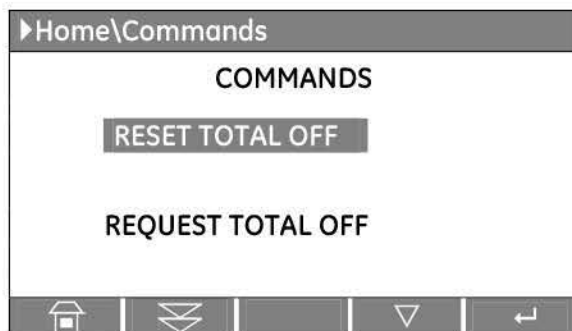 Home\Commands
COMMANDS
RESET TOTAL OFF
REQUEST TOTAL OFF